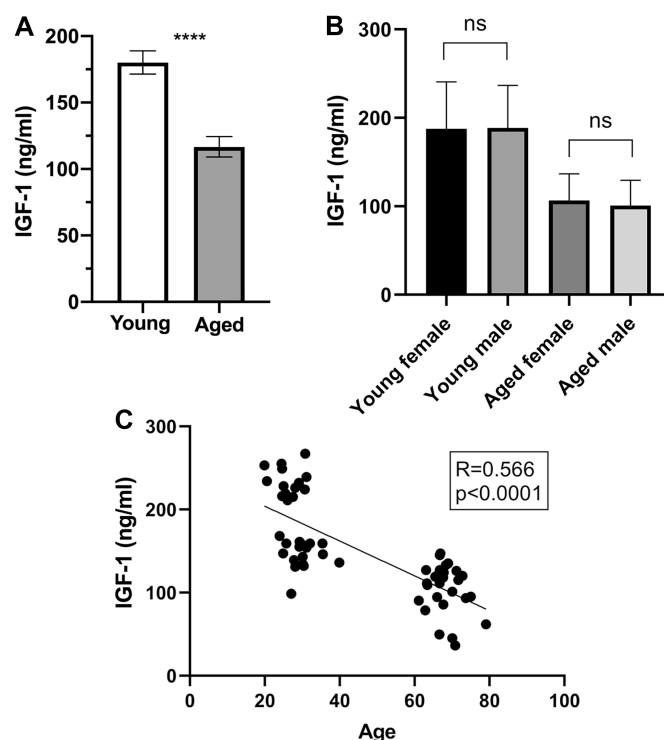 A
IGF-1 (ng/ml)
200
150
100
50
0
****
Young
Aged
B
IGF-1 (ng/ml)
300
200
100
0
ns
ns
Young female
Young male
Aged female
Aged male
C
IGF-1 (ng/ml)
300
200
100
0
R=0.566
p<0.0001
0 20 40 60 80 100
Age